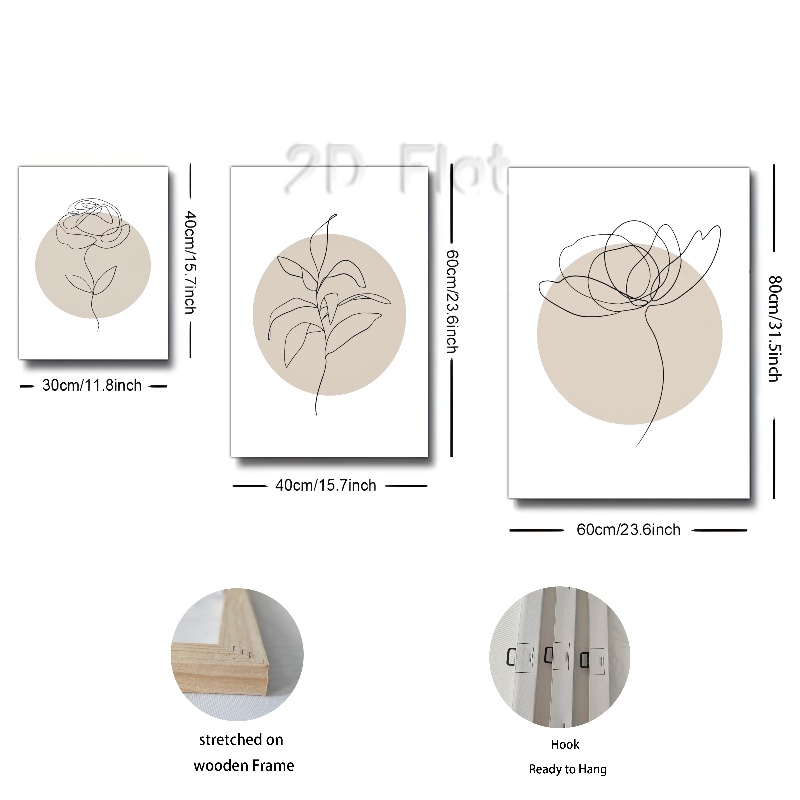 2D Flat
40cm/15.7inch
30cm/11.8inch
60cm/23.6inch
40cm/15.7inch
80cm/31.5inch
60cm/23.6inch
stretched on
wooden Frame
Hook
Ready to Hang